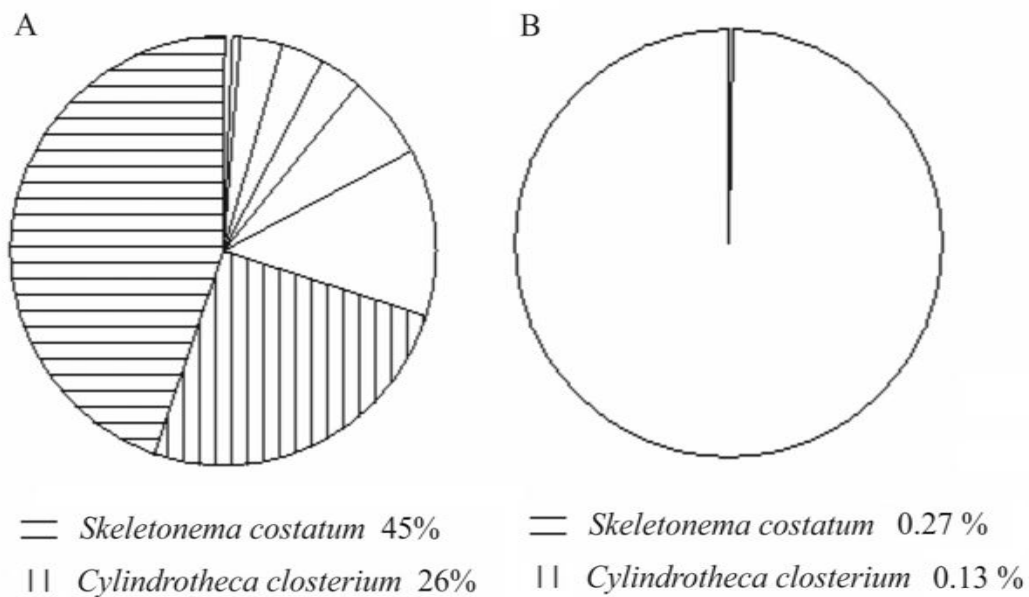 A
B
Skeletonema costatum 45%
Cylindrotheca closterium 26%
Skeletonema costatum 0.27 %
Cylindrotheca closterium 0.13 %